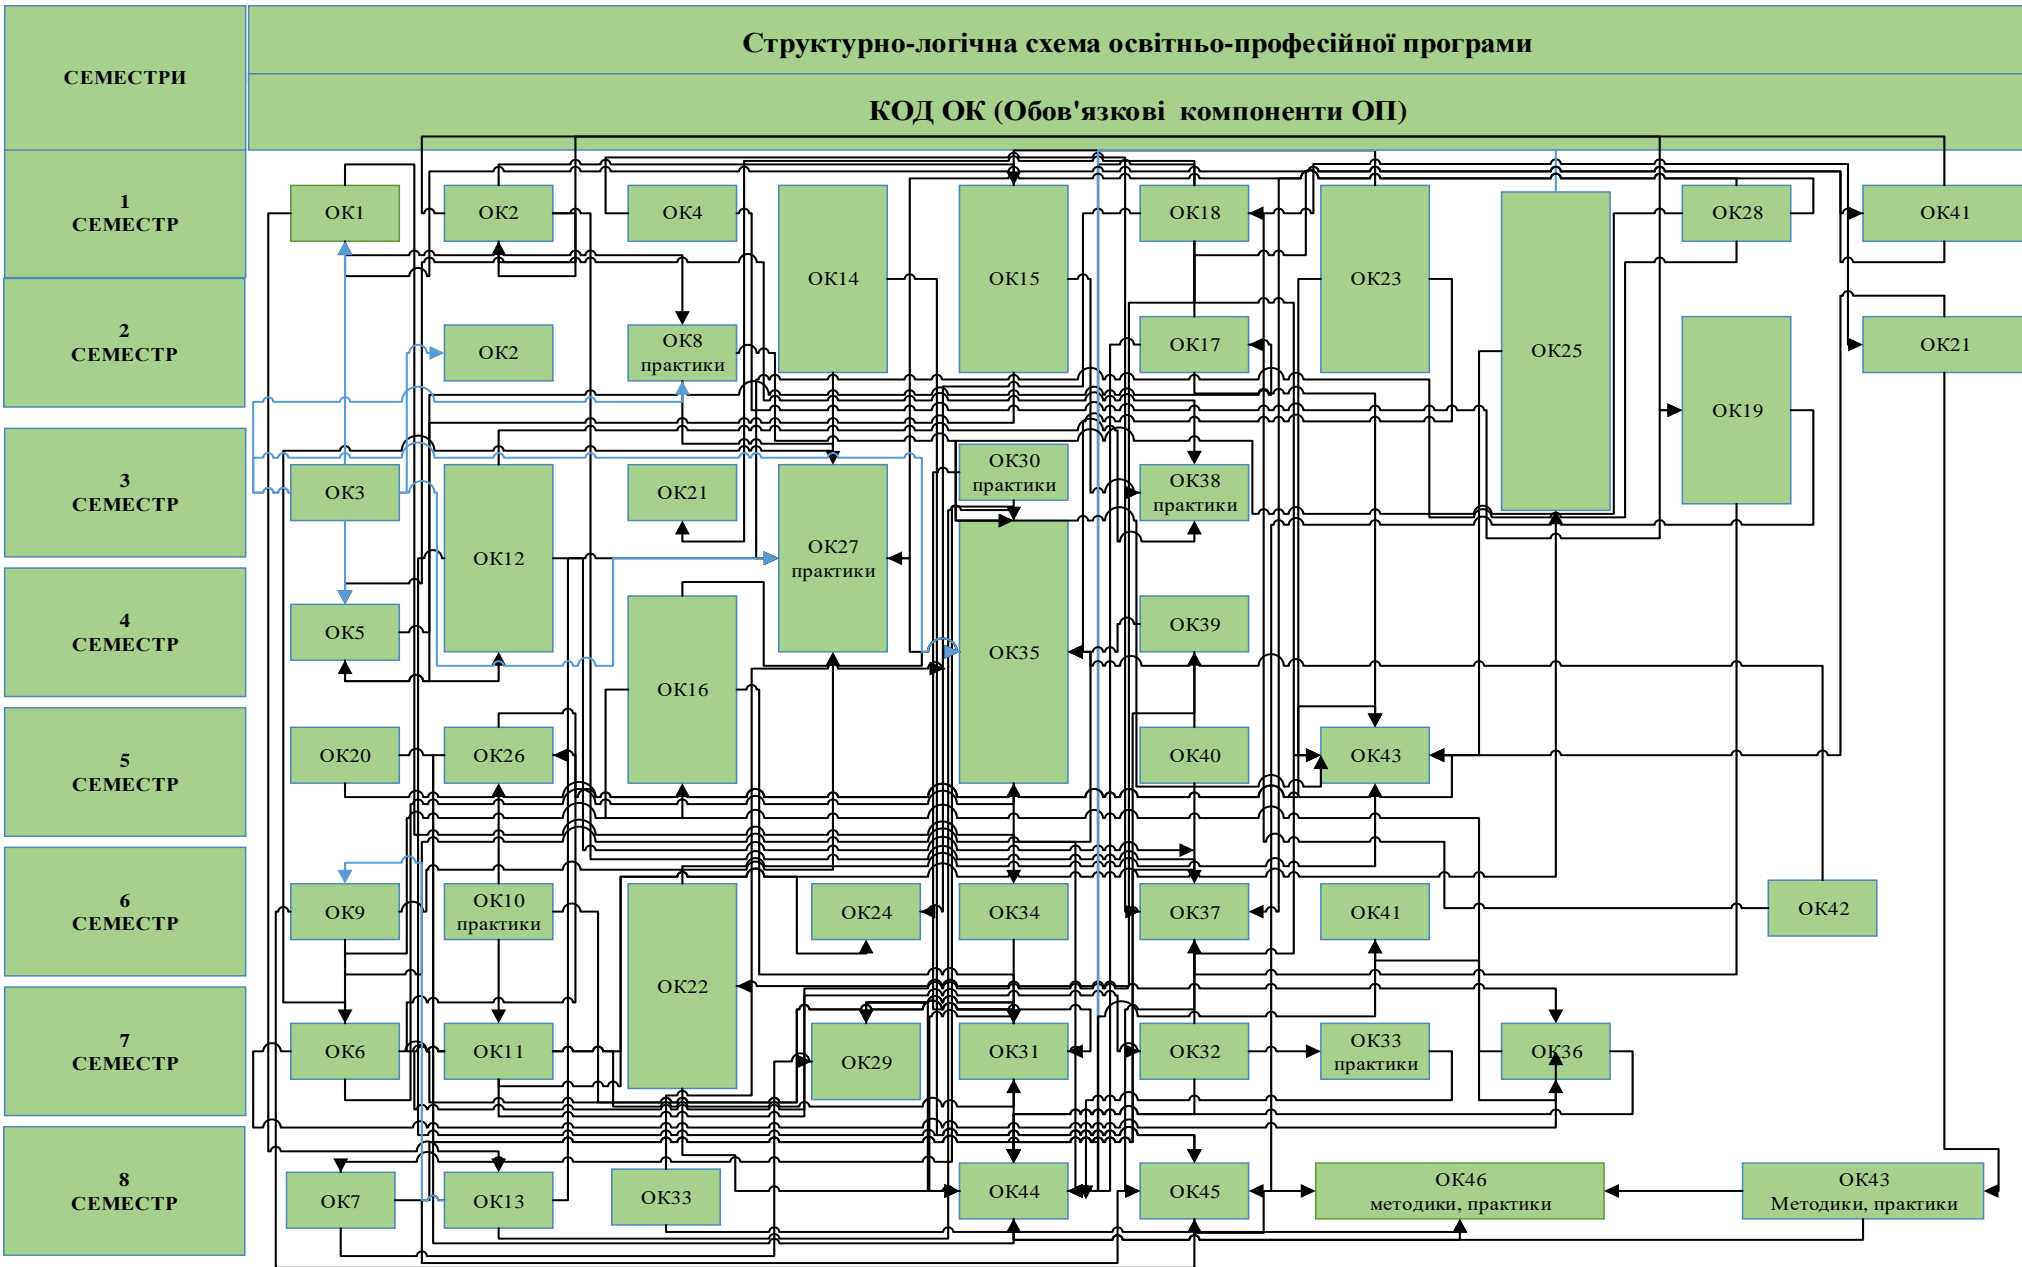 СЕМЕСТРИ
Структурно-логічна схема освітньо-професійної програми
КОД ОК (Обов'язкові компоненти ОП)
1
СЕМЕСТР
ОК1
ОК2
ОК4
ОК14
ОК15
ОК18
ОК23
ОК25
ОК28
ОК41
2
СЕМЕСТР
ОК2
ОК8
практики
ОК17
ОК19
ОК21
3
СЕМЕСТР
ОК3
ОК12
ОК21
ОК27
практики
ОК30
практики
ОК35
ОК38
практики
4
СЕМЕСТР
ОК5
ОК16
ОК39
5
СЕМЕСТР
ОК20
ОК26
ОК40
ОК43
6
СЕМЕСТР
ОК9
ОК10
практики
ОК22
ОК24
ОК34
ОК37
ОК41
ОК42
7
СЕМЕСТР
ОК6
ОК11
ОК29
ОК31
ОК32
ОК33
практики
ОК36
8
СЕМЕСТР
ОК7
ОК13
ОК33
ОК44
ОК45
ОК46
методики, практики
ОК43
Методики, практики